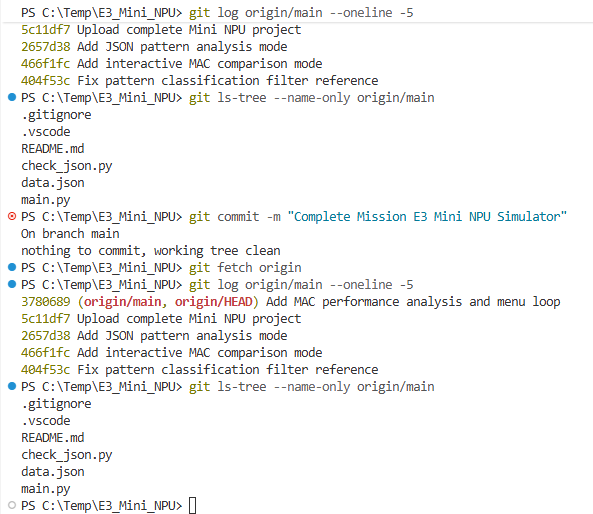 PS C:\Temp\E3_Mini_NPU> git log origin/main --oneline -5
5c11df7 Upload complete Mini NPU project
2657d38 Add JSON pattern analysis mode
466f1fc Add interactive MAC comparison mode
404f53c Fix pattern classification filter reference
PS C:\Temp\E3_Mini_NPU> git ls-tree --name-only origin/main
.gitignore
.vscode
README.md
check_json.py
data.json
main.py
PS C:\Temp\E3_Mini_NPU> git commit -m "Complete Mission E3 Mini NPU Simulator"
On branch main
nothing to commit, working tree clean
PS C:\Temp\E3_Mini_NPU> git fetch origin
PS C:\Temp\E3_Mini_NPU> git log origin/main --oneline -5
3780689 (origin/main, origin/HEAD) Add MAC performance analysis and menu loop
5c11df7 Upload complete Mini NPU project
2657d38 Add JSON pattern analysis mode
466f1fc Add interactive MAC comparison mode
404f53c Fix pattern classification filter reference
PS C:\Temp\E3_Mini_NPU> git ls-tree --name-only origin/main
.gitignore
.vscode
README.md
check_json.py
data.json
main.py
PS C:\Temp\E3_Mini_NPU>